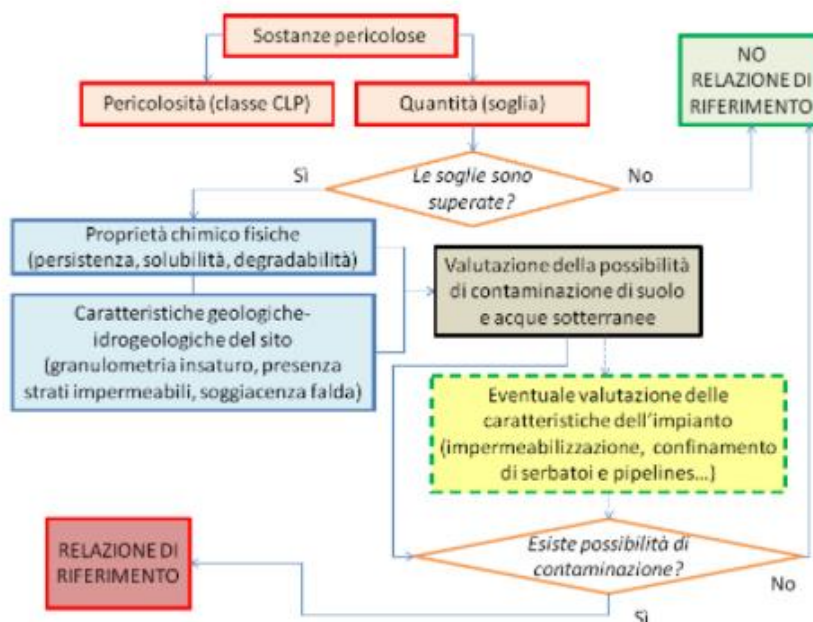 Sostanze pericolose
NO
RELAZIONE DI
RIFERIMENTO
Pericolosità (classe CLP)
Quantità (soglia)
Sì
Le soglie sono
superate?
No
Proprietà chimico fisiche
(persistenza, solubilità, degradabilità)
Valutazione della possibilità
di contaminazione di suolo
e acque sotterranee
Caratteristiche geologiche-
idrogeologiche del sito
(granulometria insaturo, presenza
strati impermeabili, soggiacenza falda)
Eventuale valutazione delle
caratteristiche dell'impianto
(impermeabilizzazione, confinamento
di serbatoi e pipelines...)
RELAZIONE DI
RIFERIMENTO
Esiste possibilità di
contaminazione?
No
Sì